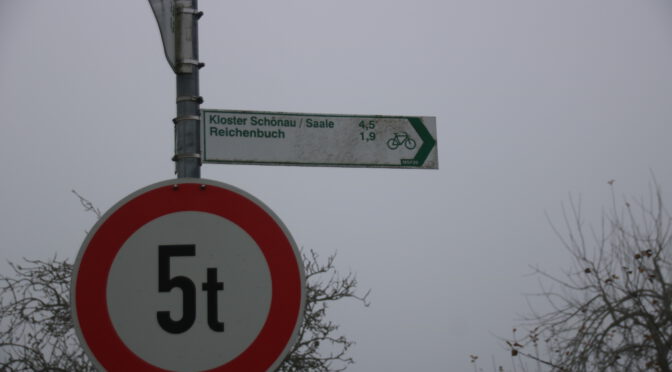 Kloster Schönau / Saale 4,5
Reichenbuch 1,9
5t